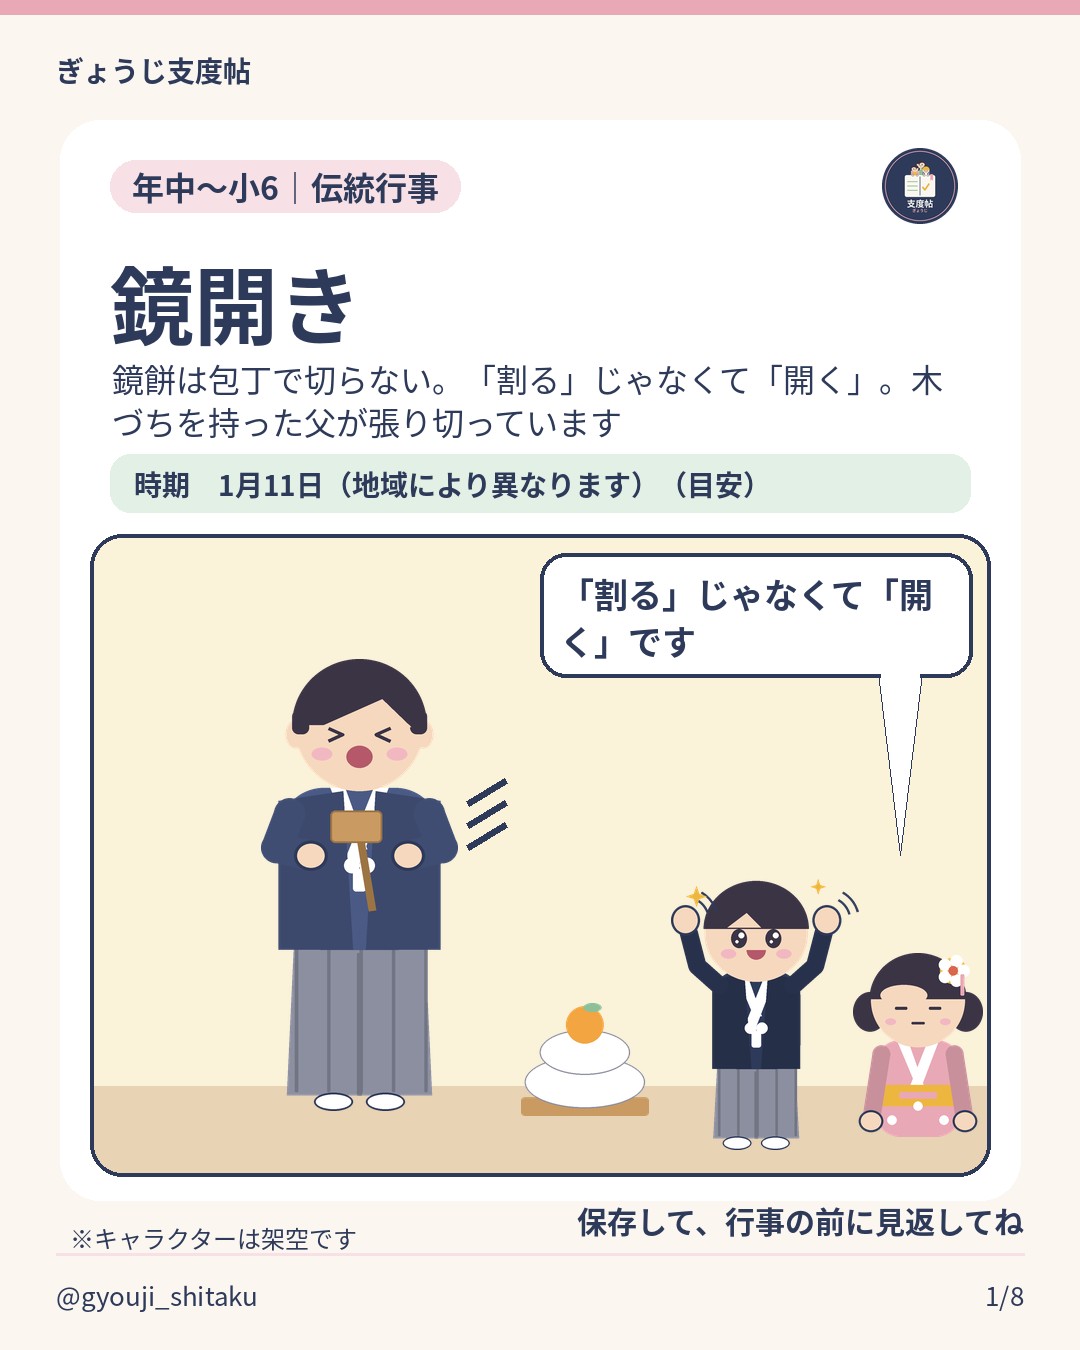 ぎょうじ支度帖
年中～小6｜伝統行事
支度帖
ぎょうじ
鏡開き
鏡餅は包丁で切らない。「割る」じゃなくて「開く」。木
づちを持った父が張り切っています
時期　1月11日（地域により異なります）（目安）
「割る」じゃなくて「開
く」です
保存して、行事の前に見返してね
※キャラクターは架空です
@gyouji_shitaku
1/8